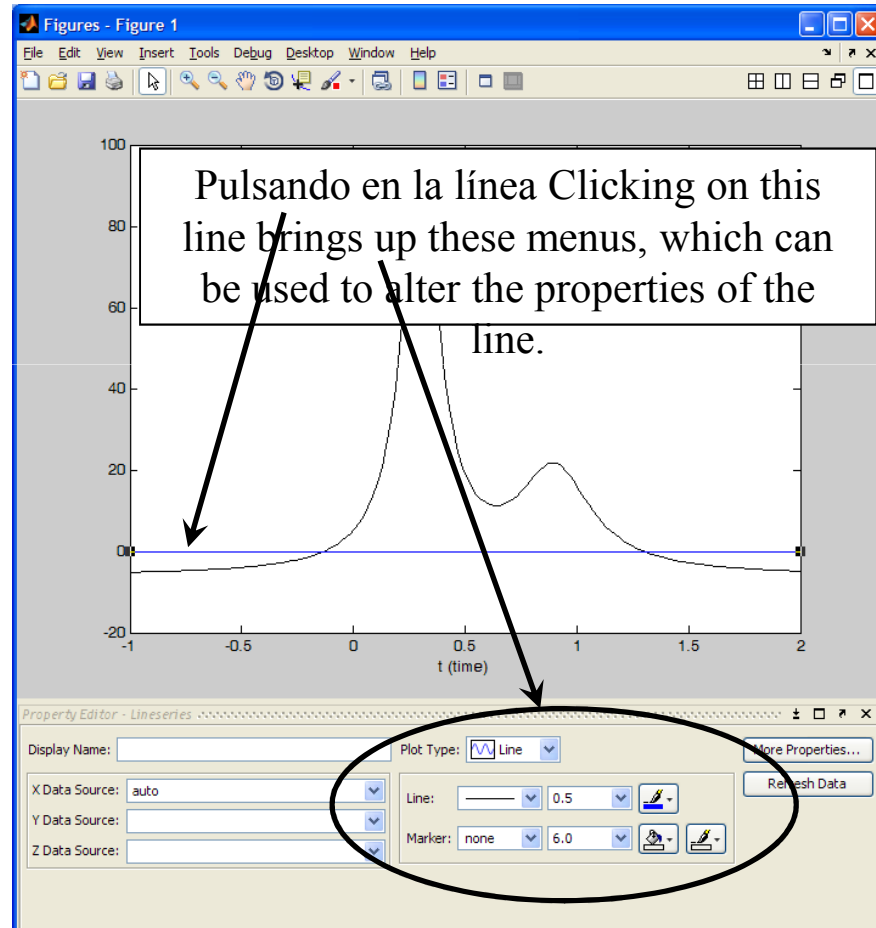 Figures - Figure 1
File Edit View Insert Tools Debug Desktop Window Help
100
Pulsando en la línea Clicking on this
line brings up these menus, which can
be used to alter the properties of the
line.
80
60
40
20
0
-20
-1 -0.5 0 0.5 1 1.5 2
t (time)
Property Editor - Lineseries
Display Name:
Plot Type: Line
More Properties...
X Data Source: auto
Line: 0.5
Refresh Data
Y Data Source:
Marker: none 6.0
Z Data Source: